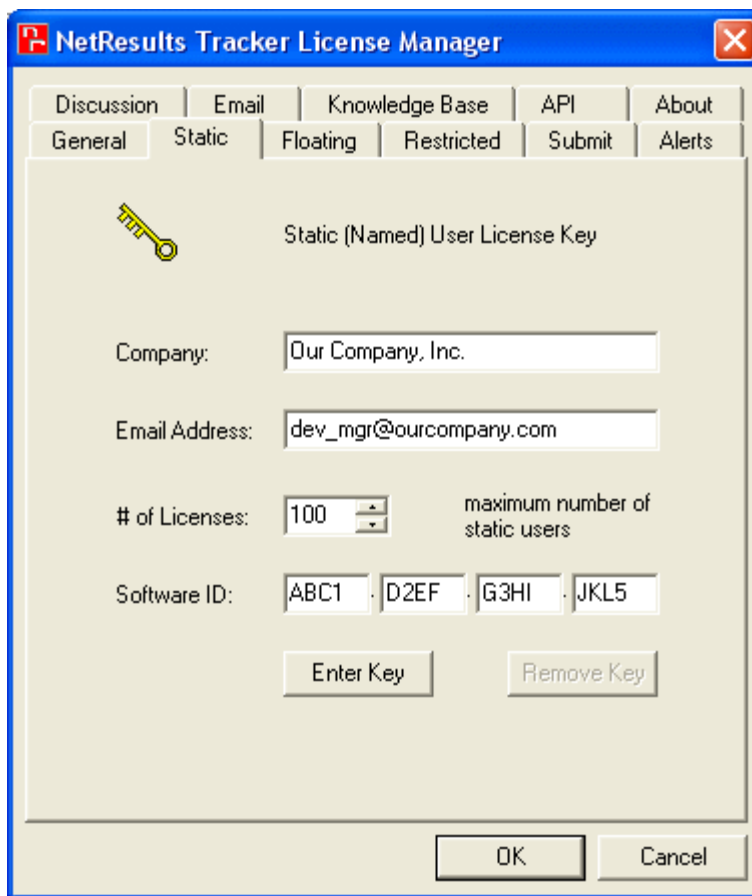 NetResults Tracker License Manager
Discussion Email Knowledge Base API About
General Static Floating Restricted Submit Alerts
Static (Named) User License Key
Company: Our Company, Inc.
Email Address: dev_mgr@ourcompany.com
# of Licenses: 100 maximum number of
static users
Software ID: ABC1 . D2EF . G3HI . JKL5
Enter Key Remove Key
OK Cancel